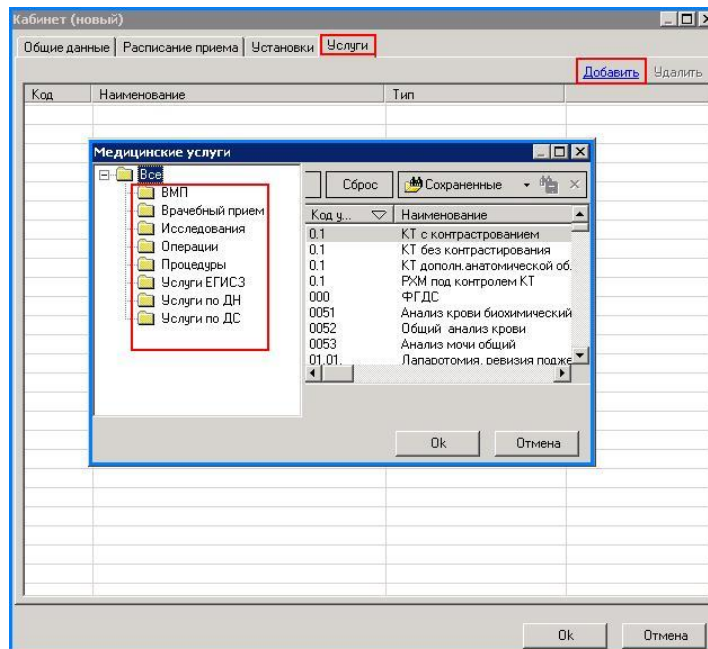 Кабинет (новый)
Общие данные Расписание приема Установки Услуги
Добавить Удалить
Код Наименование Тип
Медицинские услуги
Все
ВМП
Врачебный прием
Исследования
Операции
Процедуры
Услуги ЕГИСЗ
Услуги по ДН
Услуги по ДС
Сброс Сохраненные
Код у... Наименование
0.1 КТ с контрастрованием
0.1 КТ без контрастирования
0.1 КТ дополн.анатомической об.
0.1 РХМ под контролем КТ
000 ФГДС
0051 Анализ крови биохимический
0052 Общий анализ крови
0053 Анализ мочи общий
01.01. Лапаротомия, ревизия подже
Ok Отмена
Ok Отмена